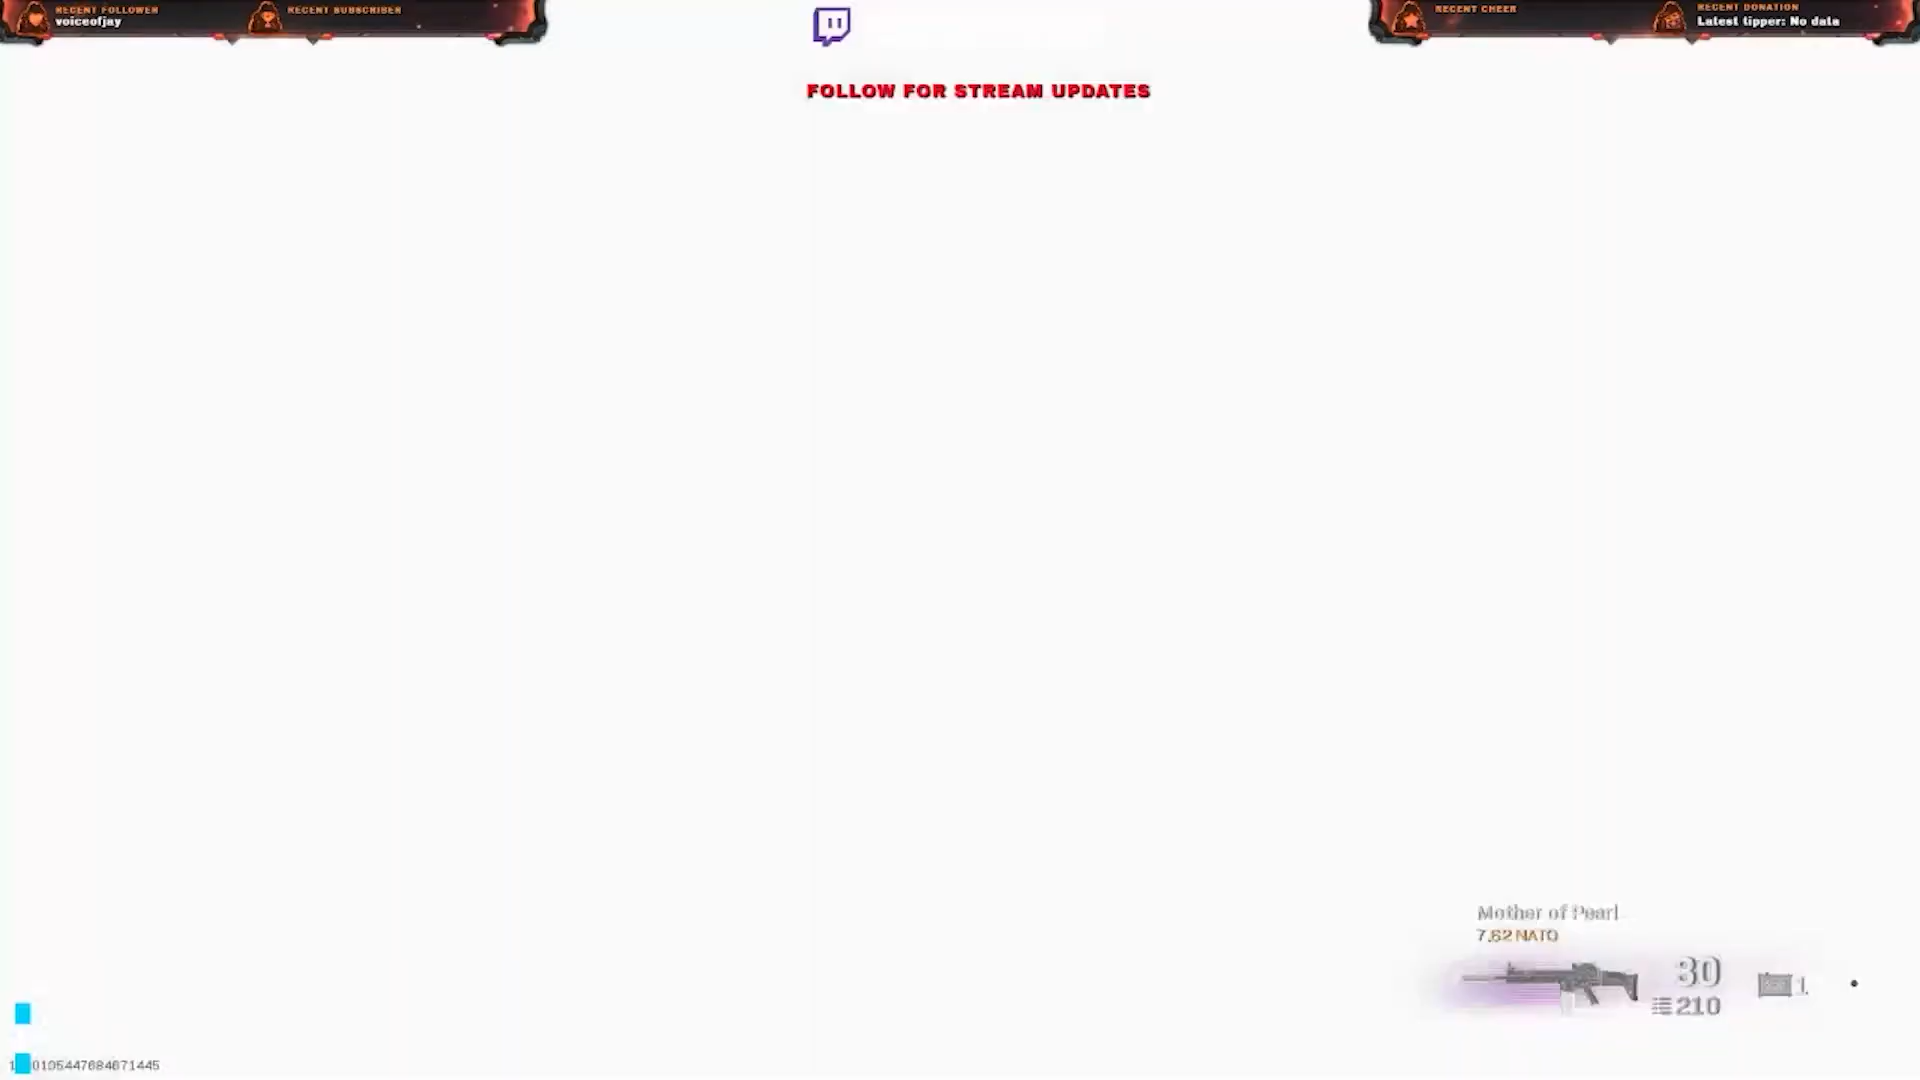 RECENT FOLLOWER
voiceofjay
RECENT SUBSCRIBER
RECENT CHEER
RECENT DONATION
Latest tipper: No data
FOLLOW FOR STREAM UPDATES
Mother of Pearl
7.62 NATO
30
210
1